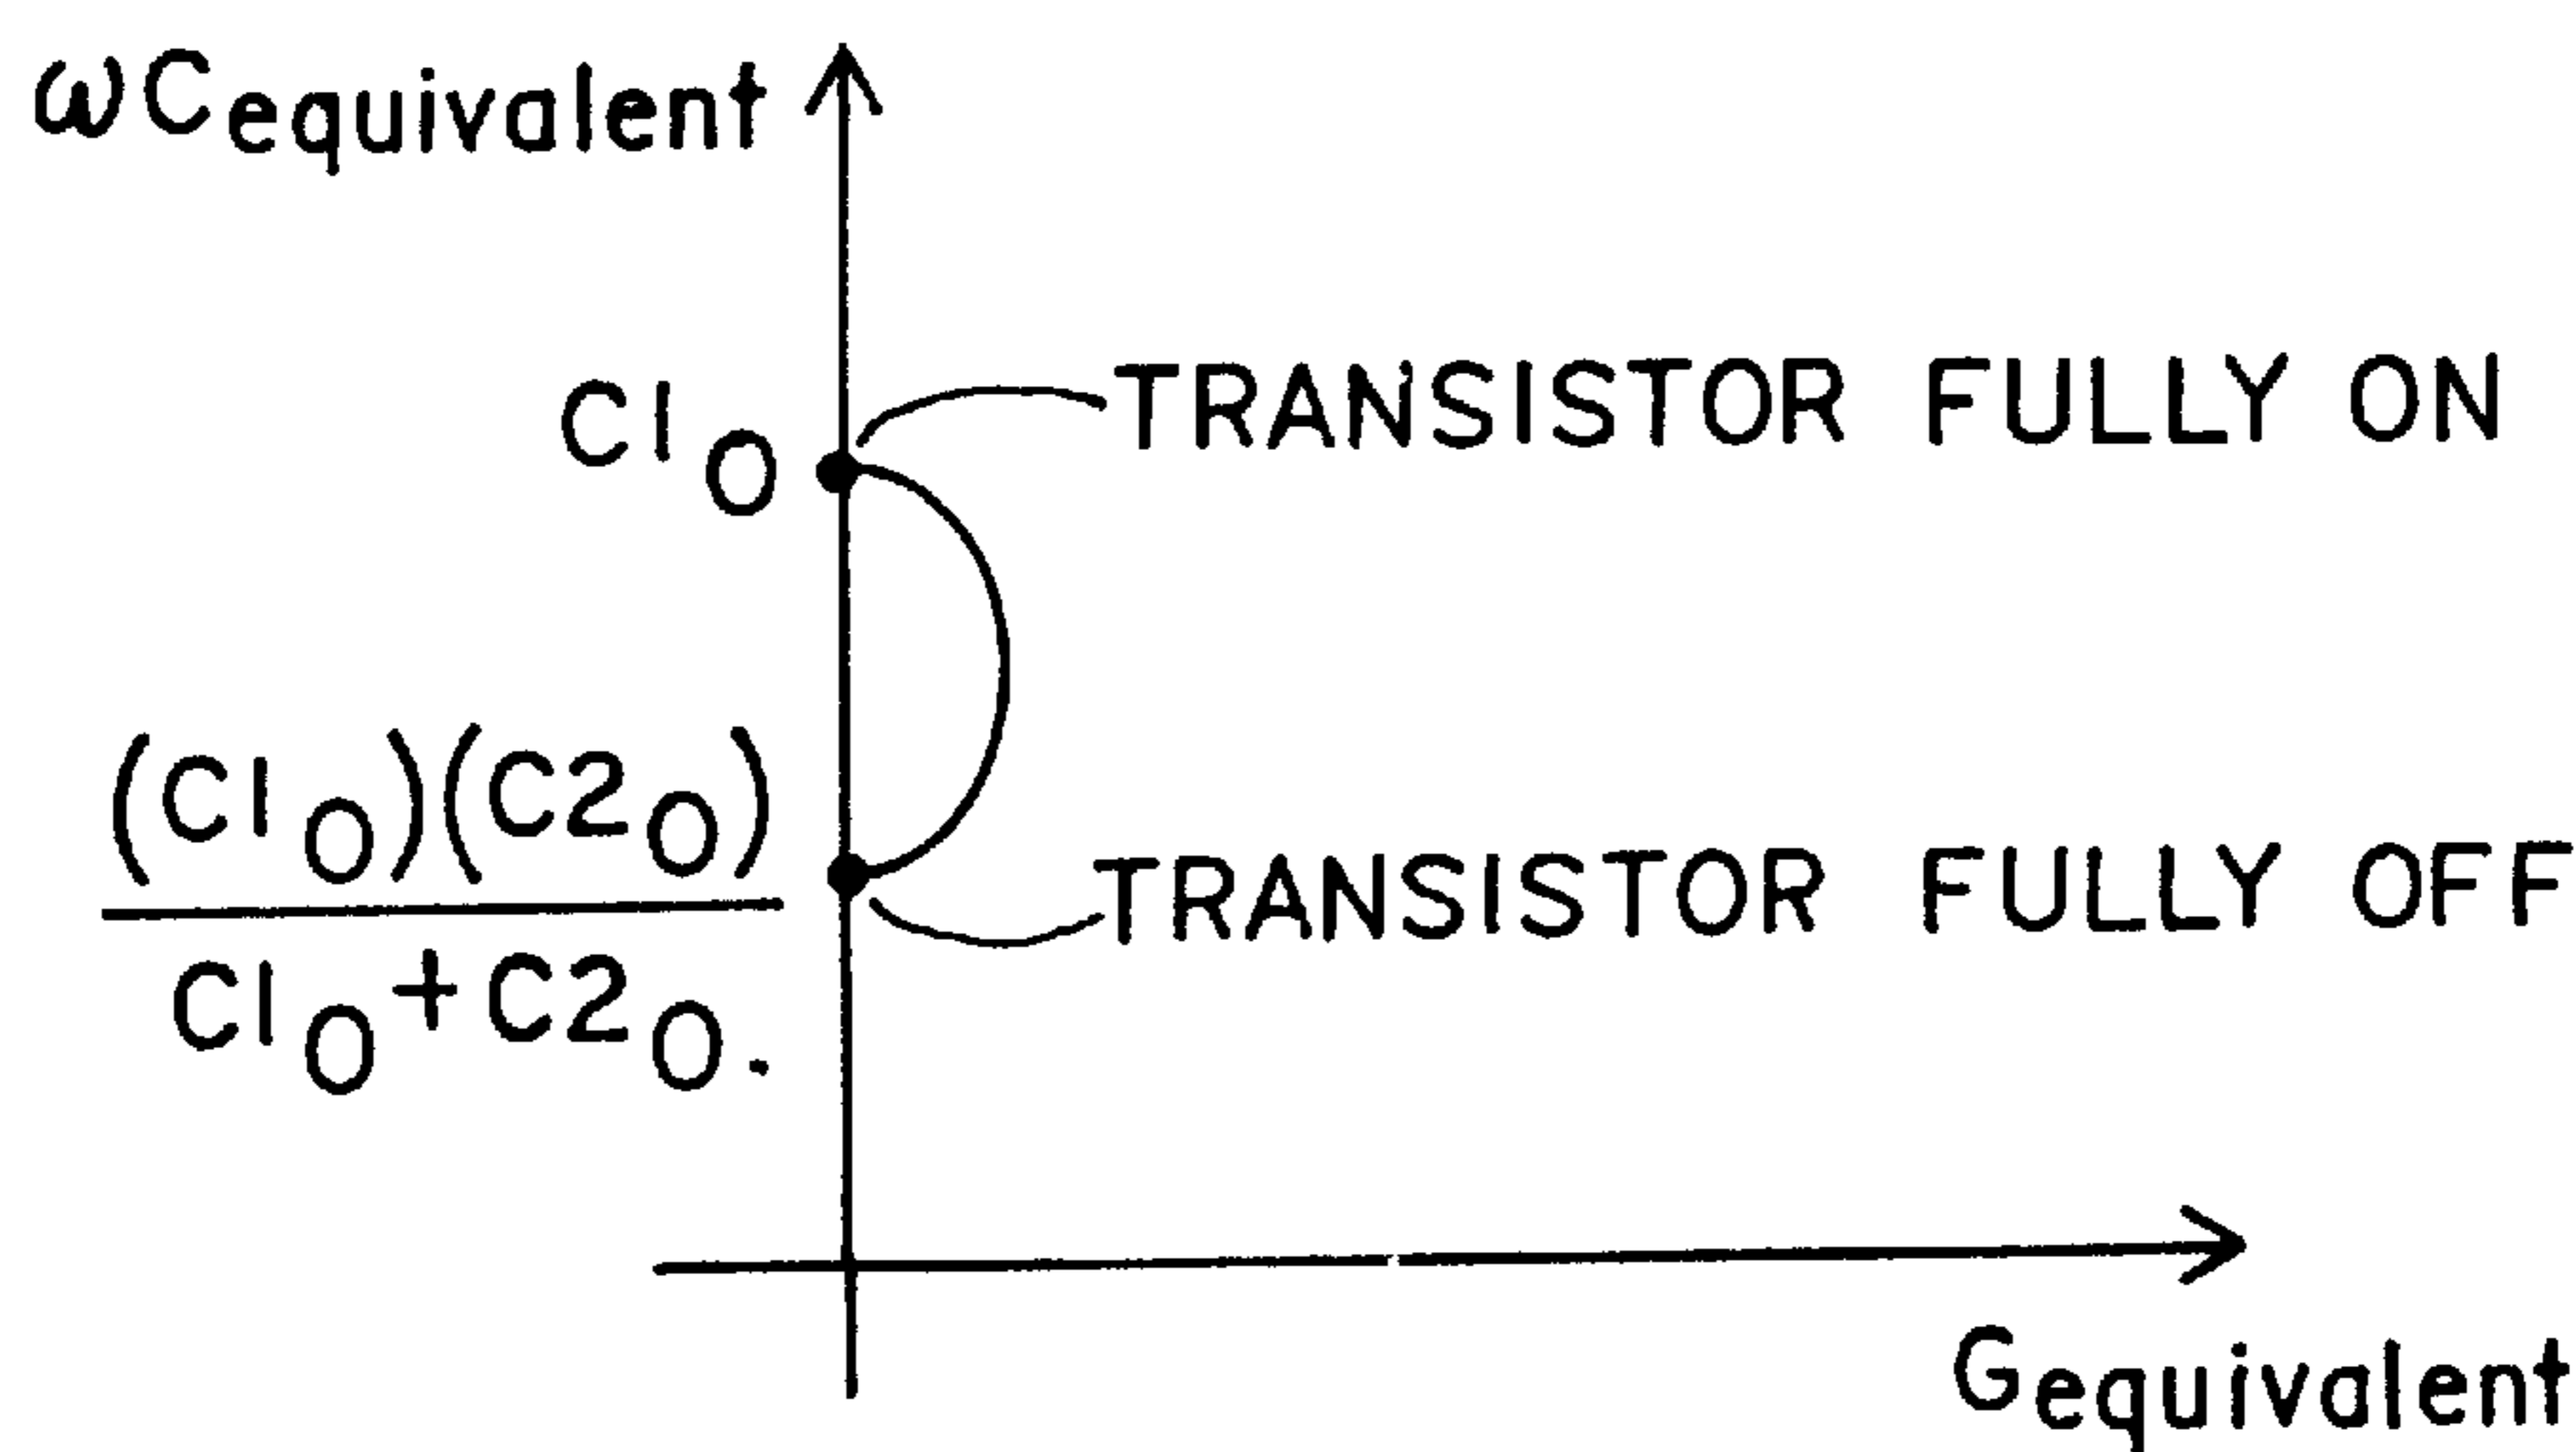 ωCequivalent
C1O
TRANSISTOR FULLY ON
(C1O)(C2O)
C1O+C2O.
TRANSISTOR FULLY OFF
Gequivalent